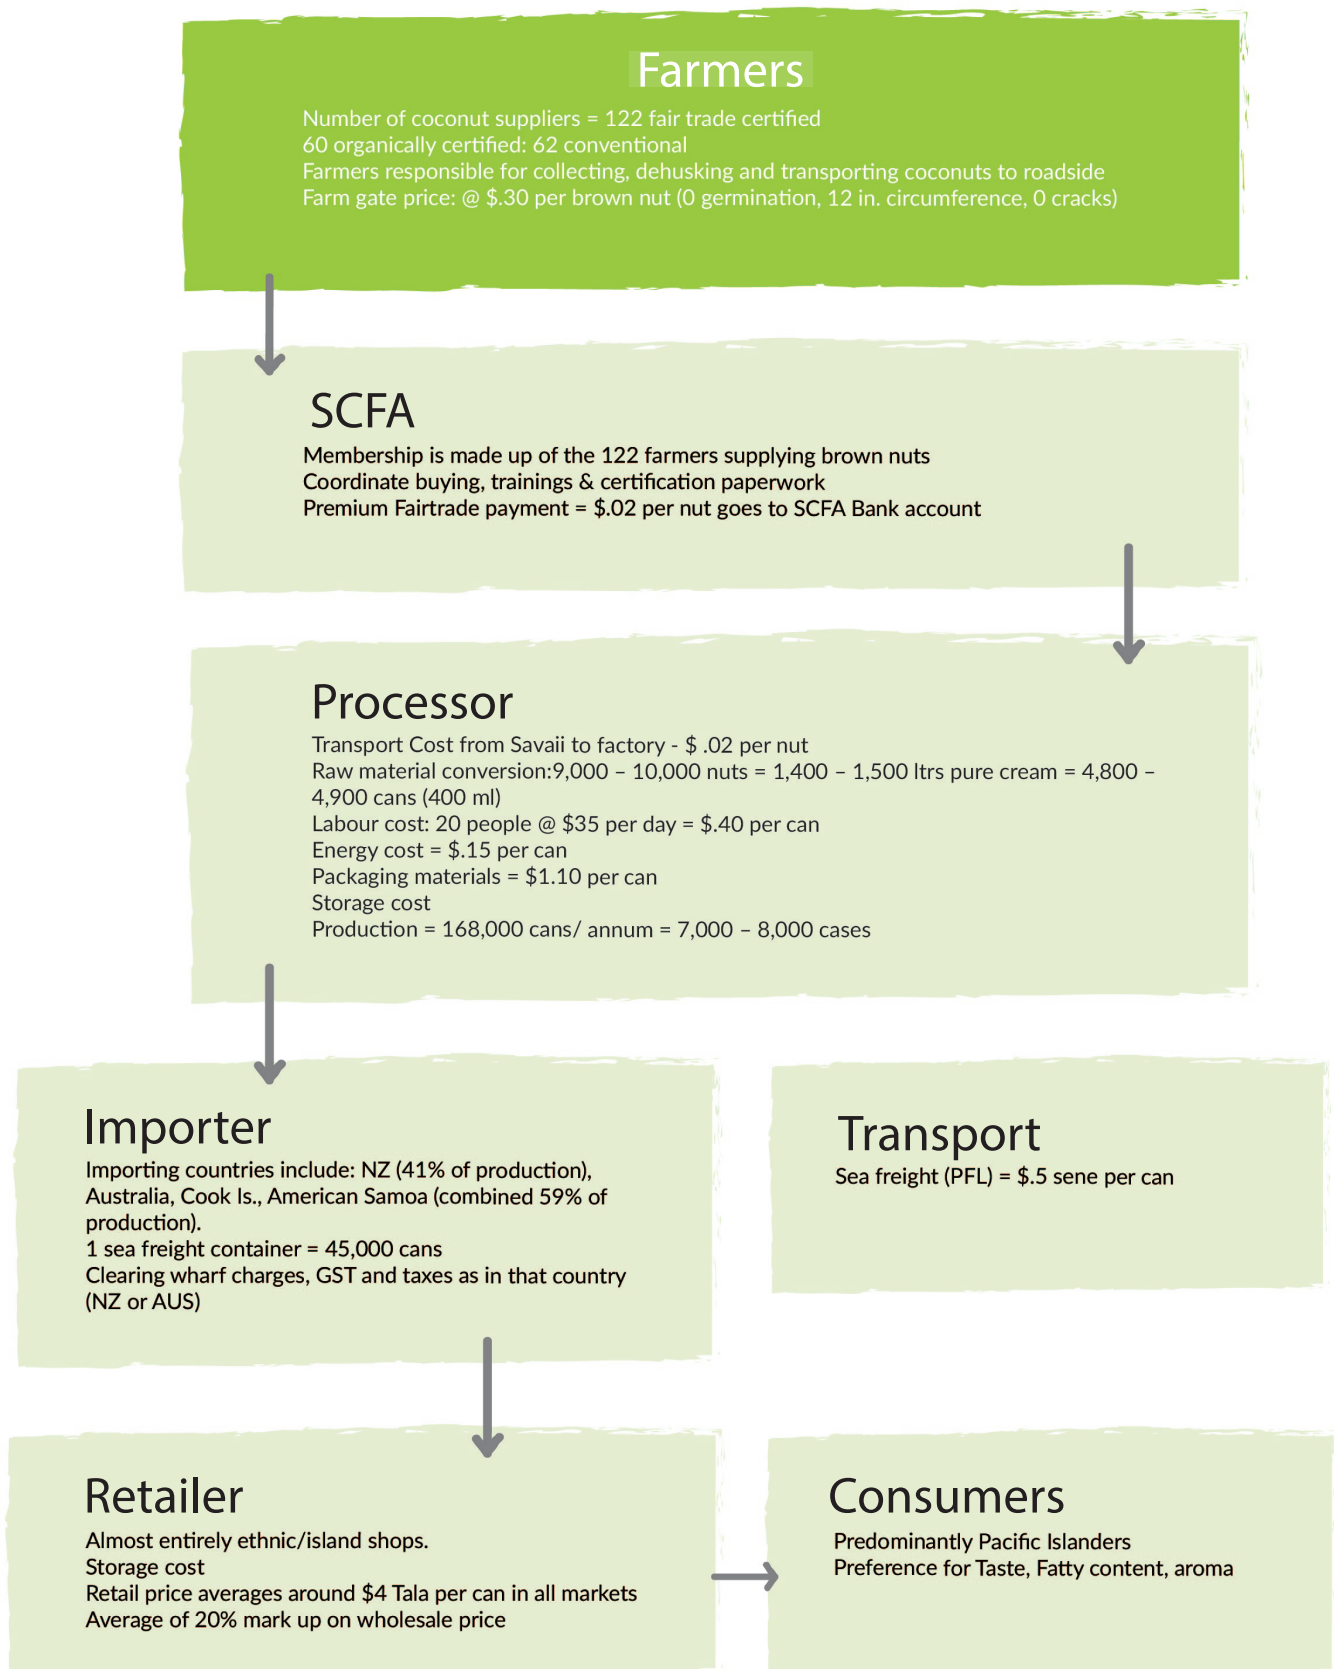 Farmers
Number of coconut suppliers = 122 fair trade certified
60 organically certified: 62 conventional
Farmers responsible for collecting, dehusking and transporting coconuts to roadside
Farm gate price: @ $.30 per brown nut (0 germination, 12 in. circumference, 0 cracks)
SCFA
Membership is made up of the 122 farmers supplying brown nuts
Coordinate buying, trainings & certification paperwork
Premium Fairtrade payment = $.02 per nut goes to SCFA Bank account
Processor
Transport Cost from Savaii to factory - $ .02 per nut
Raw material conversion:9,000 – 10,000 nuts = 1,400 – 1,500 ltrs pure cream = 4,800 –
4,900 cans (400 ml)
Labour cost: 20 people @ $35 per day = $.40 per can
Energy cost = $.15 per can
Packaging materials = $1.10 per can
Storage cost
Production = 168,000 cans/ annum = 7,000 – 8,000 cases
Importer
Importing countries include: NZ (41% of production),
Australia, Cook Is., American Samoa (combined 59% of
production).
1 sea freight container = 45,000 cans
Clearing wharf charges, GST and taxes as in that country
(NZ or AUS)
Transport
Sea freight (PFL) = $.5 sene per can
Retailer
Almost entirely ethnic/island shops.
Storage cost
Retail price averages around $4 Tala per can in all markets
Average of 20% mark up on wholesale price
Consumers
Predominantly Pacific Islanders
Preference for Taste, Fatty content, aroma